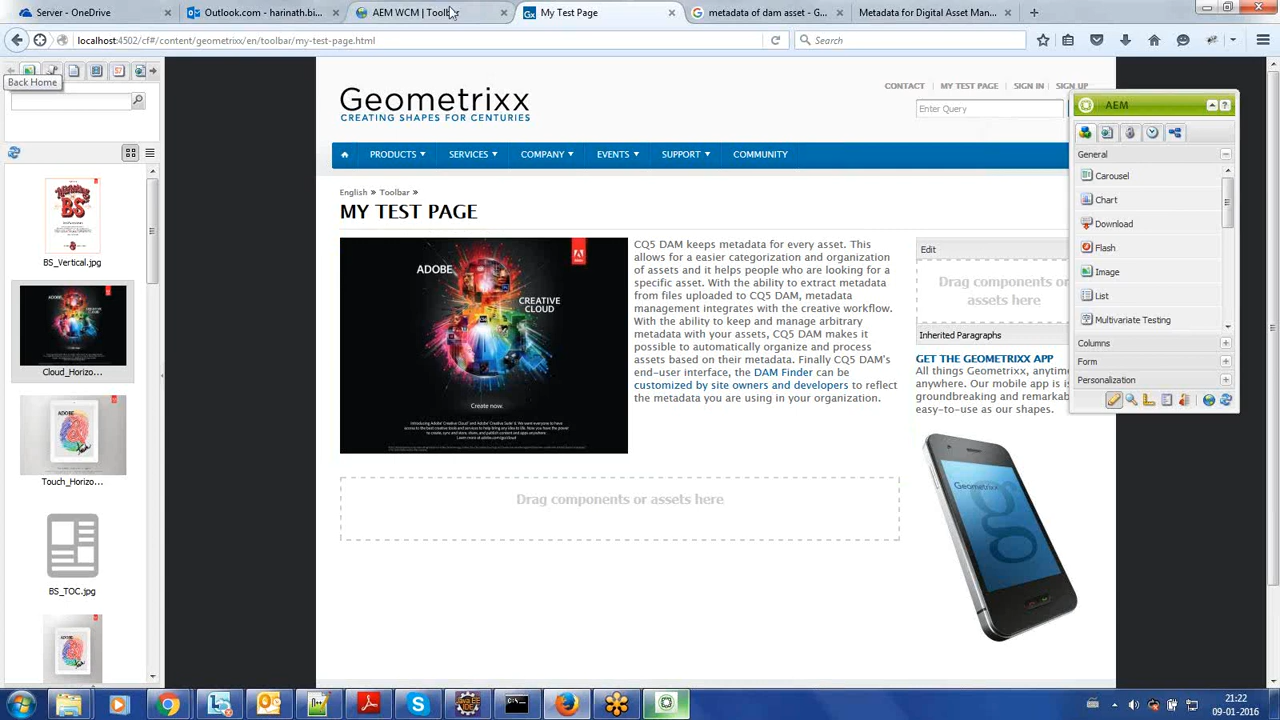 Server - OneDrive
Outlook.com - harinath.bi...
AEM WCM | Toolb
My Test Page
metadata of dam asset - G...
Metadata for Digital Asset Man...
localhost:4502/cf#/content/geometrixx/en/toolbar/my-test-page.html
Search
Back Home
BS_Vertical.jpg
Cloud_Horizo...
Touch_Horizo...
BS_TOC.jpg
Geometrixx
CREATING SHAPES FOR CENTURIES
CONTACT
MY TEST PAGE
SIGN IN
SIGN UP
Enter Query
PRODUCTS
SERVICES
COMPANY
EVENTS
SUPPORT
COMMUNITY
English » Toolbar »
MY TEST PAGE
ADOBE
CREATIVE
CLOUD
Create now.
CQ5 DAM keeps metadata for every asset. This
allows for a easier categorization and organization
of assets and it helps people who are looking for a
specific asset. With the ability to extract metadata
from files uploaded to CQ5 DAM, metadata
management integrates with the creative workflow.
With the ability to keep and manage arbitrary
metadata with your assets, CQ5 DAM makes it
possible to automatically organize and process
assets based on their metadata. Finally CQ5 DAM's
end-user interface, the DAM Finder can be
customized by site owners and developers to reflect
the metadata you are using in your organization.
Drag components or assets here
Edit
Drag components or
assets here
Inherited Paragraphs
GET THE GEOMETRIXX APP
All things Geometrixx, anytime
anywhere. Our mobile app is
groundbreaking and remarkab
easy-to-use as our shapes.
Geometrixx
AEM
General
Carousel
Chart
Download
Flash
Image
List
Multivariate Testing
Columns
Form
Personalization
21:22
09-01-2016